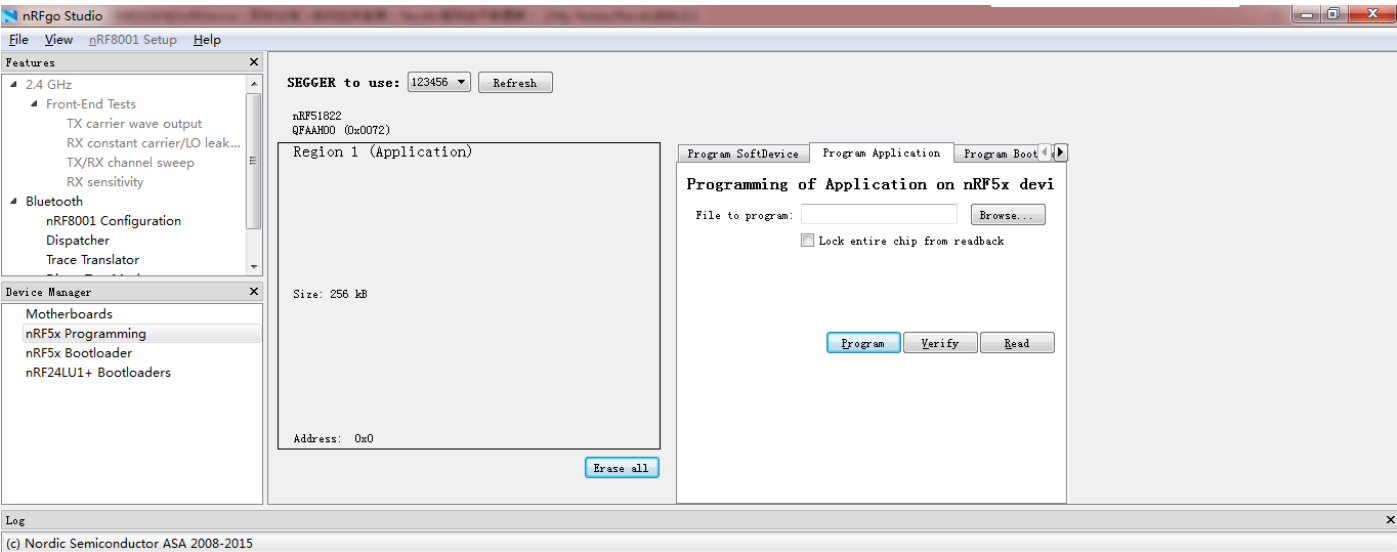 nRFgo Studio
File View nRF8001 Setup Help
Features
2.4 GHz
Front-End Tests
TX carrier wave output
RX constant carrier/LO leak...
TX/RX channel sweep
RX sensitivity
Bluetooth
nRF8001 Configuration
Dispatcher
Trace Translator
Device Manager
Motherboards
nRF5x Programming
nRF5x Bootloader
nRF24LU1+ Bootloaders
SEGGER to use: 123456 Refresh
nRF51822
QFAAH00 (0x0072)
Region 1 (Application)
Size: 256 kB
Address: 0x0
Erase all
Program SoftDevice Program Application Program Boot
Programming of Application on nRF5x devi
File to program: Browse...
Lock entire chip from readback
Program Verify Read
Log
(c) Nordic Semiconductor ASA 2008-2015